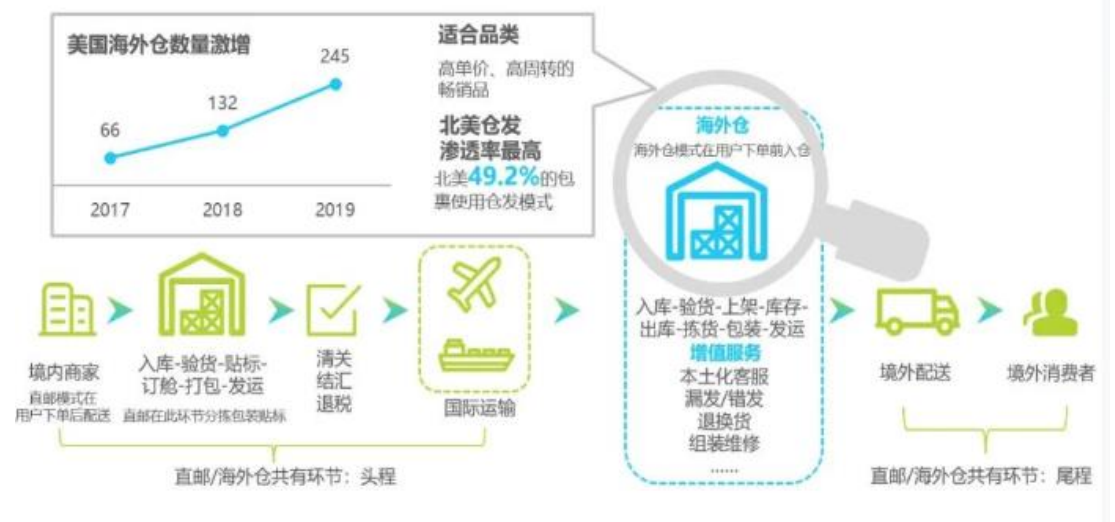 美国海外仓数量激增
245
132
66
2017
2018
2019
适合品类
高单价、高周转的
畅销品
北美仓发
渗透率最高
北美49.2%的包
裹使用仓发模式
海外仓
海外仓模式在用户下单前入仓
境内商家
直邮模式在
用户下单后配送
入库-验货-贴标-
订舱-打包-发运
直邮在此环节分拣包装贴标
清关
结汇
退税
国际运输
入库-验货-上架-库存-
出库-拣货-包装-发运
增值服务
本土化客服
漏发/错发
退换货
组装维修
......
境外配送
境外消费者
直邮/海外仓共有环节：头程
直邮/海外仓共有环节：尾程